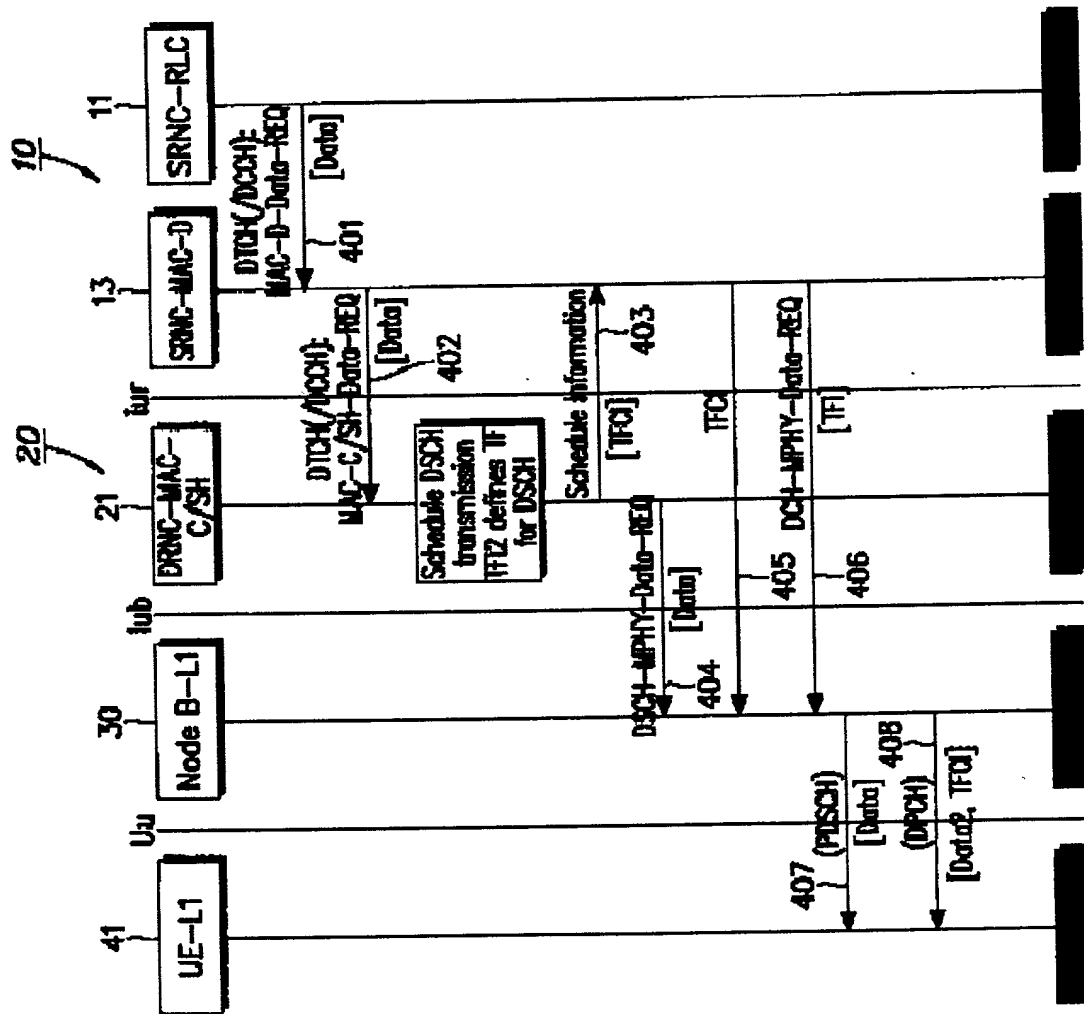 10
20
41
UE-L1
Uu
30
Node B-L1
Iub
21
DRNC-MAC-
C/SH
Iur
13
SRNC-MAC-D
11
SRNC-RLC
DTCH(/DCCH):
MAC-D-Data-REQ
[Data]
401
DTCH(/DCCH):
MAC-C/SH-Data-REQ
[Data]
402
Schedule DSCH
transmission
TFI2 defines TF
for DSCH
Schedule Information
[TFCI]
403
DSCH-MPHY-Data-REQ
[Data]
404
TFCI
405
DCH-MPHY-Data-REQ
[TFI]
406
(PDSCH)
[Data]
407
408
(DPCH)
[Data?, TFCI]